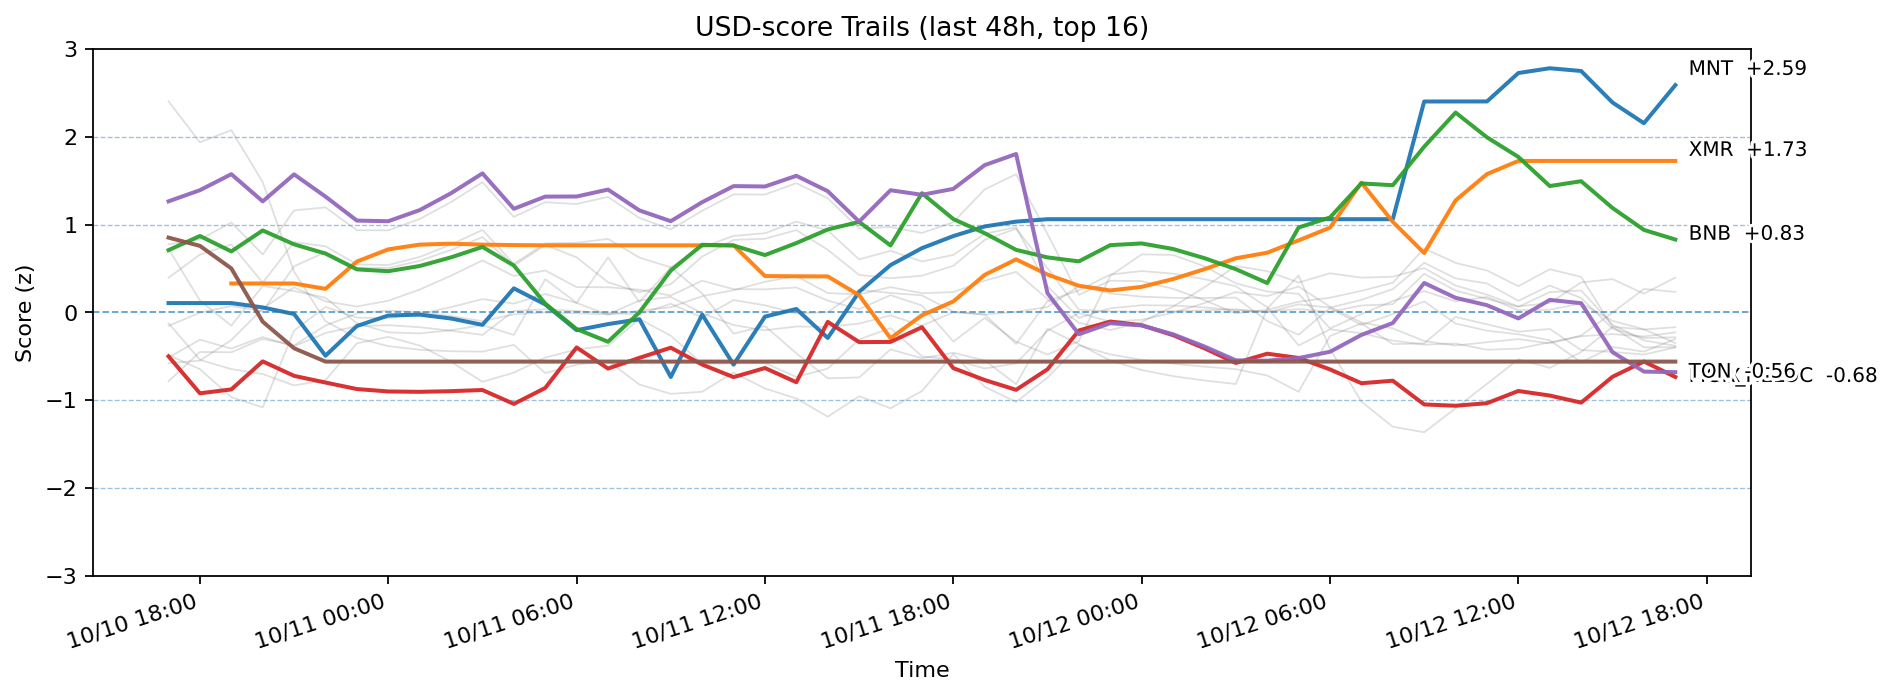 USD-score Trails (last 48h, top 16)
Score (z)
3
2
1
0
−1
−2
−3
MNT +2.59
XMR +1.73
BNB +0.83
TON -0.56
-0.68
10/10 18:00
10/11 00:00
10/11 06:00
10/11 12:00
10/11 18:00
10/12 00:00
10/12 06:00
10/12 12:00
10/12 18:00
Time